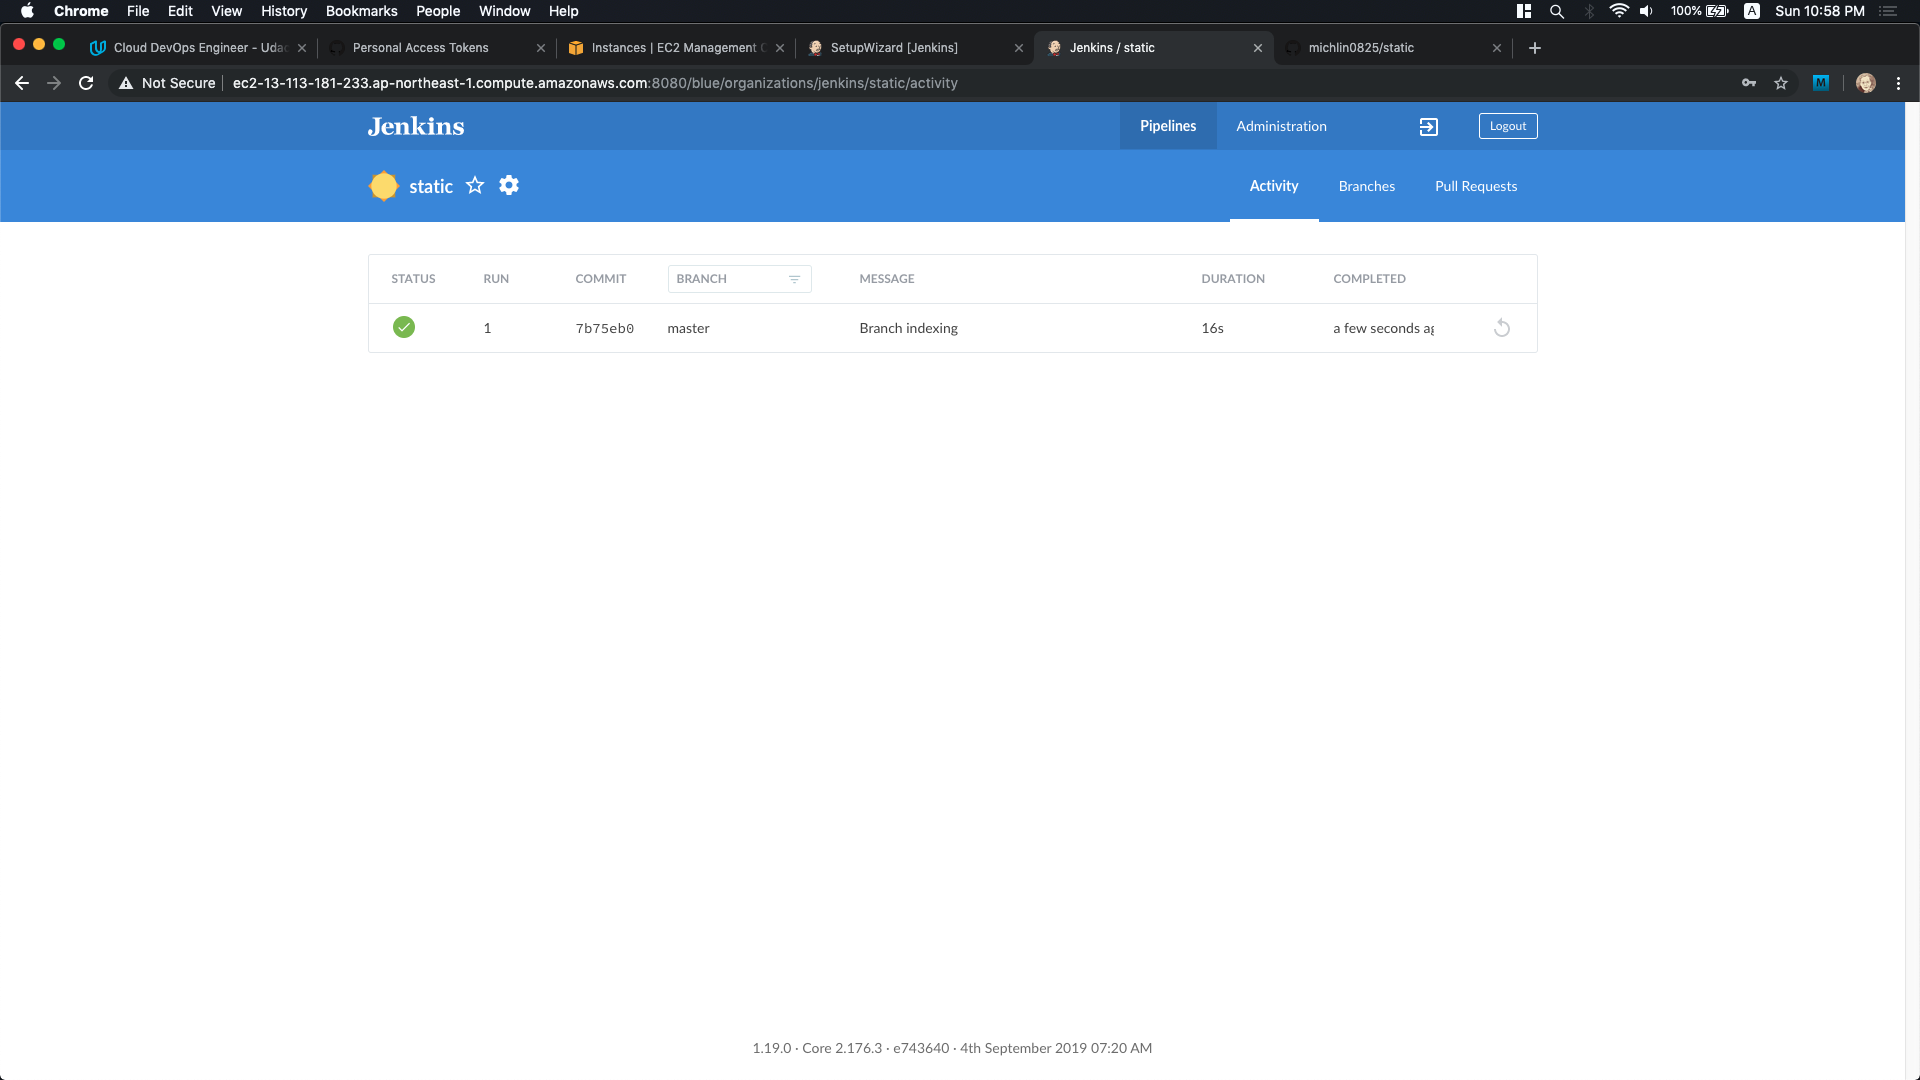 Chrome File Edit View History Bookmarks People Window Help 100% A Sun 10:58 PM
Cloud DevOps Engineer - Udac Personal Access Tokens Instances | EC2 Management C SetupWizard [Jenkins] Jenkins / static michlin0825/static
Not Secure ec2-13-113-181-233.ap-northeast-1.compute.amazonaws.com:8080/blue/organizations/jenkins/static/activity M
Jenkins Pipelines Administration Logout
static Activity Branches Pull Requests
STATUS RUN COMMIT BRANCH MESSAGE DURATION COMPLETED
1 7b75eb0 master Branch indexing 16s a few seconds ag
1.19.0 · Core 2.176.3 · e743640 · 4th September 2019 07:20 AM